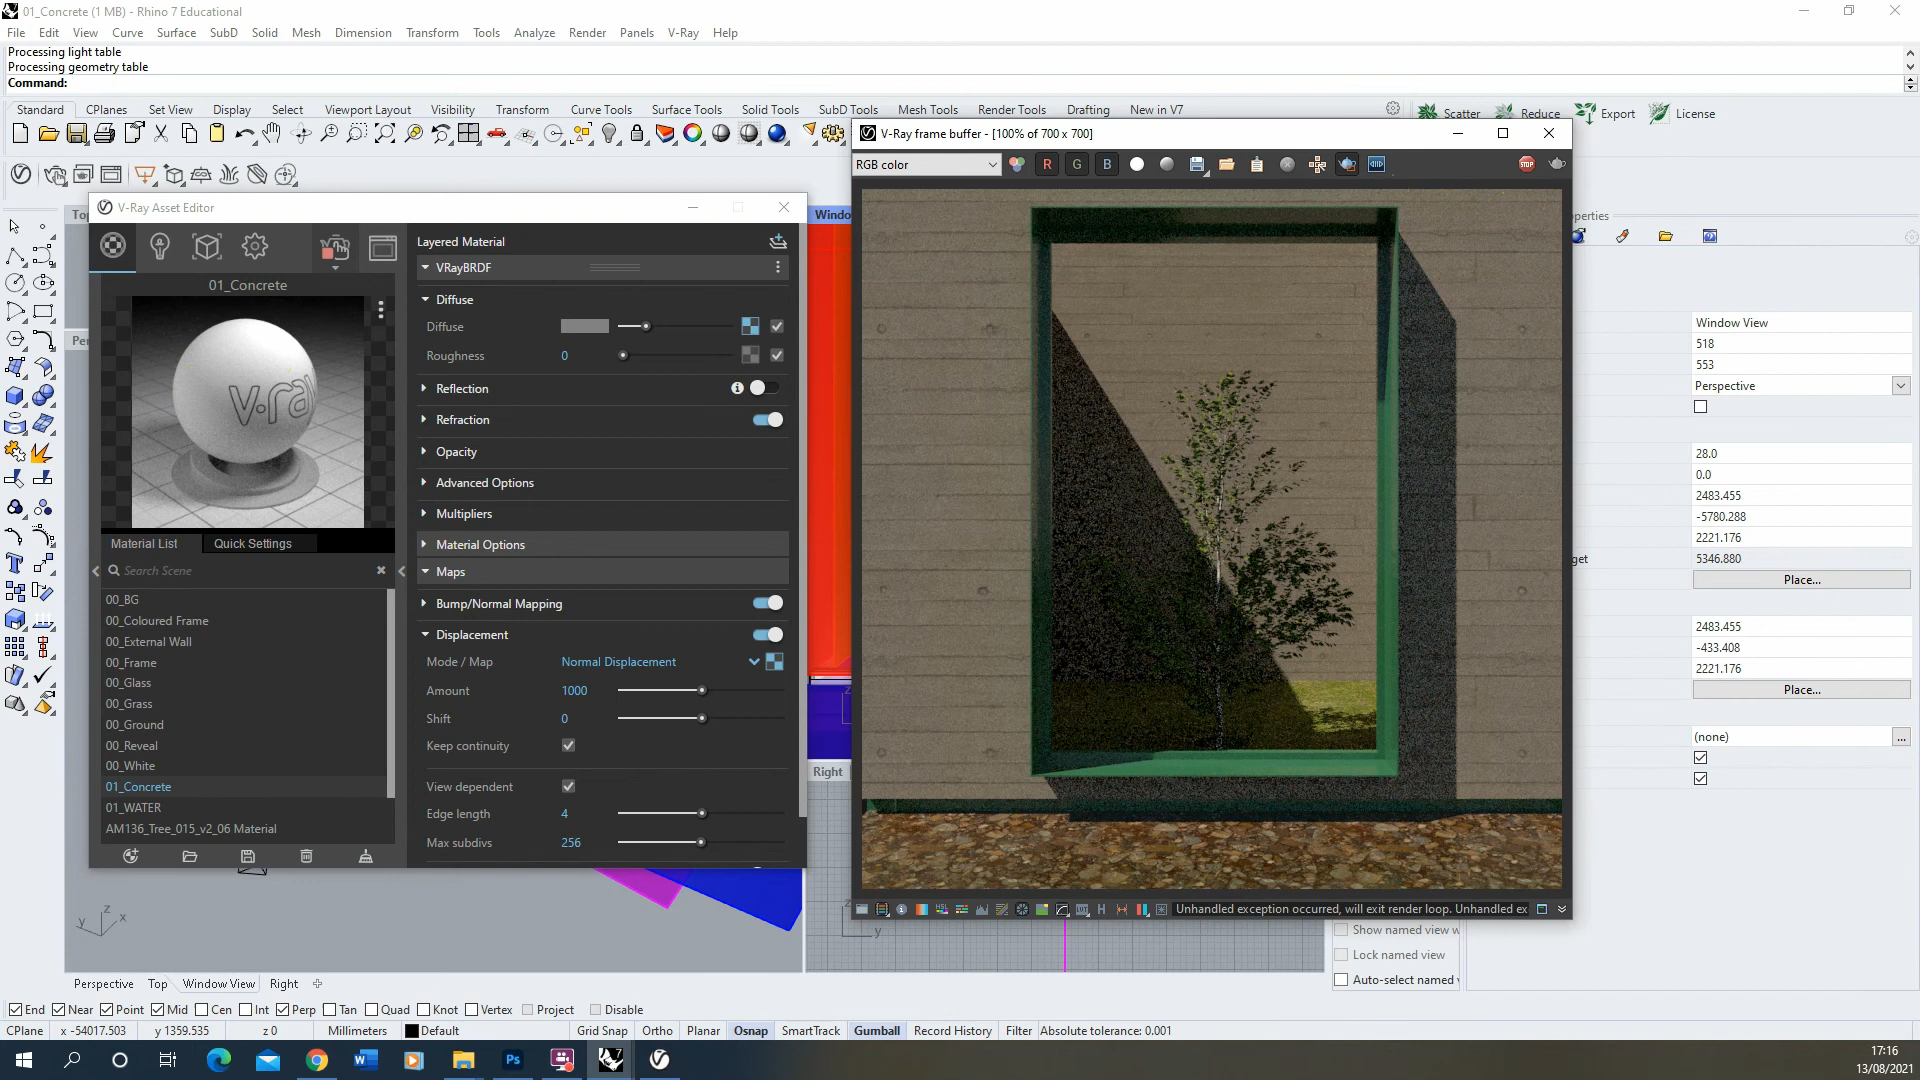 01_Concrete (1 MB) - Rhino 7 Educational
File Edit View Curve Surface SubD Solid Mesh Dimension Transform Tools Analyze Render Panels V-Ray Help
Processing light table
Processing geometry table
Command:
Standard CPlanes Set View Display Select Viewport Layout Visibility Transform Curve Tools Surface Tools Solid Tools SubD Tools Mesh Tools Render Tools Drafting New in V7
Scatter Reduce Export License
V-Ray frame buffer - [100% of 700 x 700]
RGB color R G B
STOP
V-Ray Asset Editor
Windo
01_Concrete
v-ra
Material List Quick Settings
Search Scene
00_BG
00_Coloured Frame
00_External Wall
00_Frame
00_Glass
00_Grass
00_Ground
00_Reveal
00_White
01_Concrete
01_WATER
AM136_Tree_015_v2_06 Material
Layered Material
VRayBRDF
Diffuse
Diffuse
Roughness 0
Reflection
Refraction
Opacity
Advanced Options
Multipliers
Material Options
Maps
Bump/Normal Mapping
Displacement
Mode / Map Normal Displacement
Amount 1000
Shift 0
Keep continuity
View dependent
Edge length 4
Max subdivs 256
Right
Unhandled exception occurred, will exit render loop. Unhandled ex
operties
Window View
518
553
Perspective
28.0
0.0
2483.455
-5780.288
2221.176
get 5346.880
Place...
2483.455
-433.408
2221.176
Place...
(none) ...
Show named view w
Lock named view
Auto-select named v
z
y x
y
Perspective Top Window View Right
End Near Point Mid Cen Int Perp Tan Quad Knot Vertex Project Disable
CPlane x -54017.503 y 1359.535 z 0 Millimeters Default Grid Snap Ortho Planar Osnap SmartTrack Gumball Record History Filter Absolute tolerance: 0.001
17:16
13/08/2021